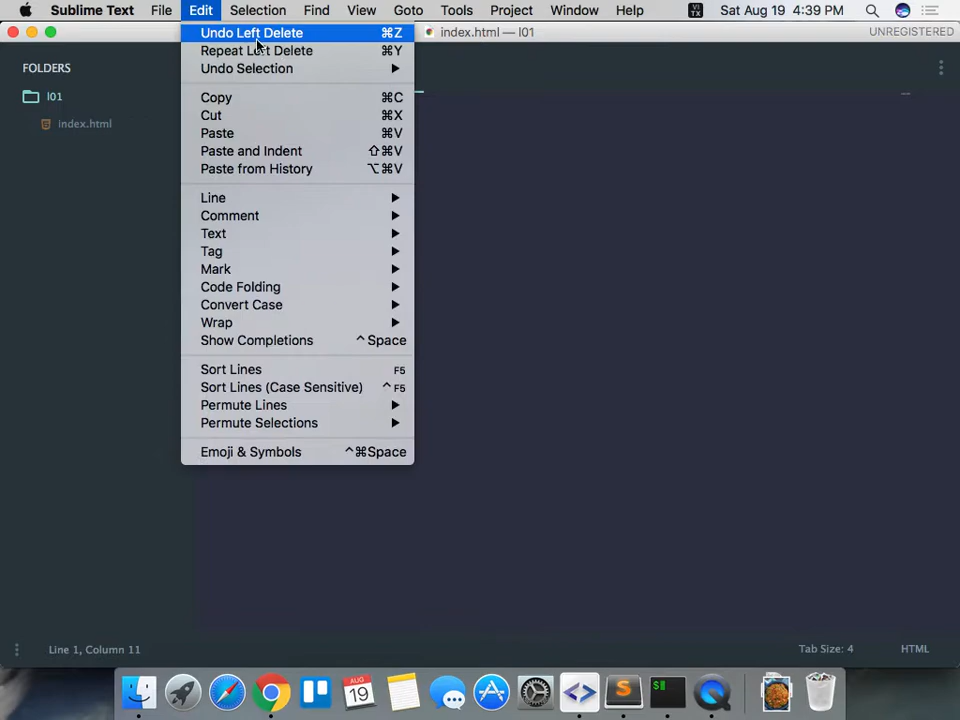 Sublime Text File Edit Selection Find View Goto Tools Project Window Help VI TX Sat Aug 19 4:39 PM
index.html — l01 UNREGISTERED
Undo Left Delete ⌘Z
Repeat Left Delete ⌘Y
Undo Selection
Copy ⌘C
Cut ⌘X
Paste ⌘V
Paste and Indent ⇧⌘V
Paste from History ⌥⌘V
Line
Comment
Text
Tag
Mark
Code Folding
Convert Case
Wrap
Show Completions ^ Space
Sort Lines F5
Sort Lines (Case Sensitive) ^ F5
Permute Lines
Permute Selections
Emoji & Symbols ^⌘Space
FOLDERS
l01
index.html
Line 1, Column 11 Tab Size: 4 HTML
AUG
19
$